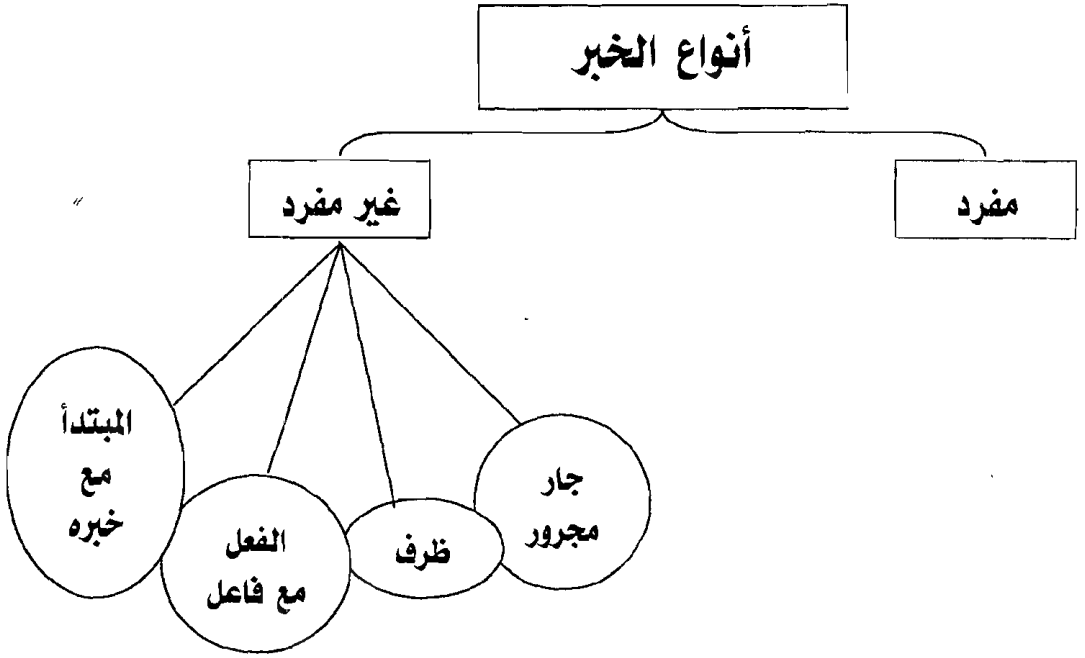 أنواع الخبر
مفرد
غير مفرد
جار
مجرور
ظرف
الفعل
مع فاعل
المبتدأ
مع
خبره